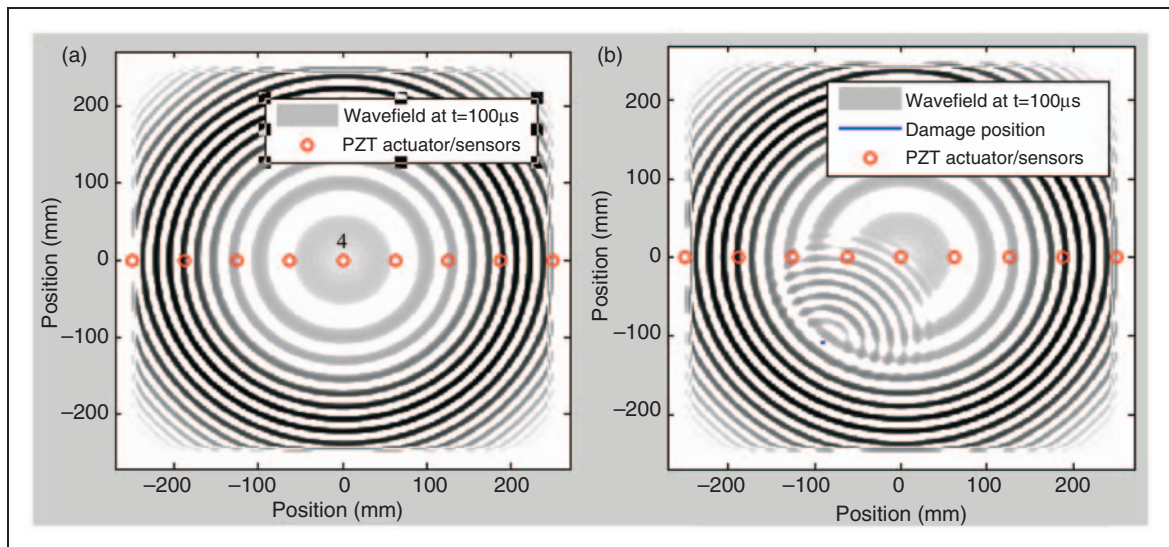 (a)
200
100
0
−100
−200
Position (mm)
Wavefield at t=100μs
PZT actuator/sensors
4
−200 −100 0 100 200
Position (mm)
(b)
200
100
0
−100
−200
Position (mm)
Wavefield at t=100μs
Damage position
PZT actuator/sensors
−200 −100 0 100 200
Position (mm)